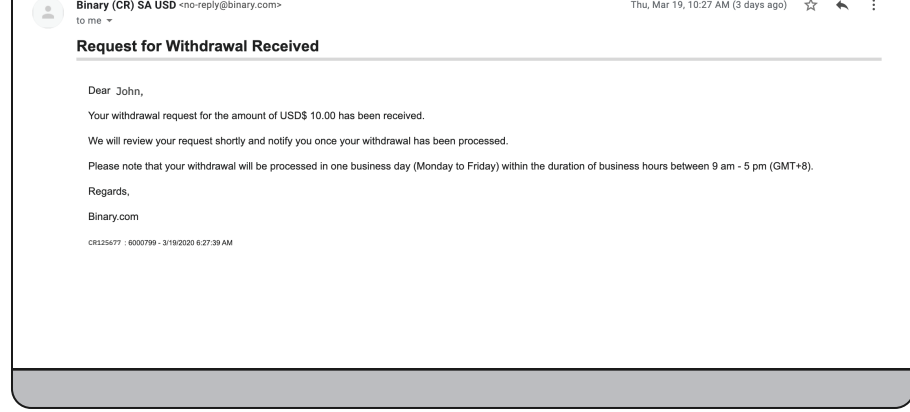 Binary (CR) SA USD <no-reply@binary.com> Thu, Mar 19, 10:27 AM (3 days ago)
to me
Request for Withdrawal Received
Dear John,
Your withdrawal request for the amount of USD$ 10.00 has been received.
We will review your request shortly and notify you once your withdrawal has been processed.
Please note that your withdrawal will be processed in one business day (Monday to Friday) within the duration of business hours between 9 am - 5 pm (GMT+8).
Regards,
Binary.com
CR125677 : 6000799 - 3/19/2020 6:27:39 AM